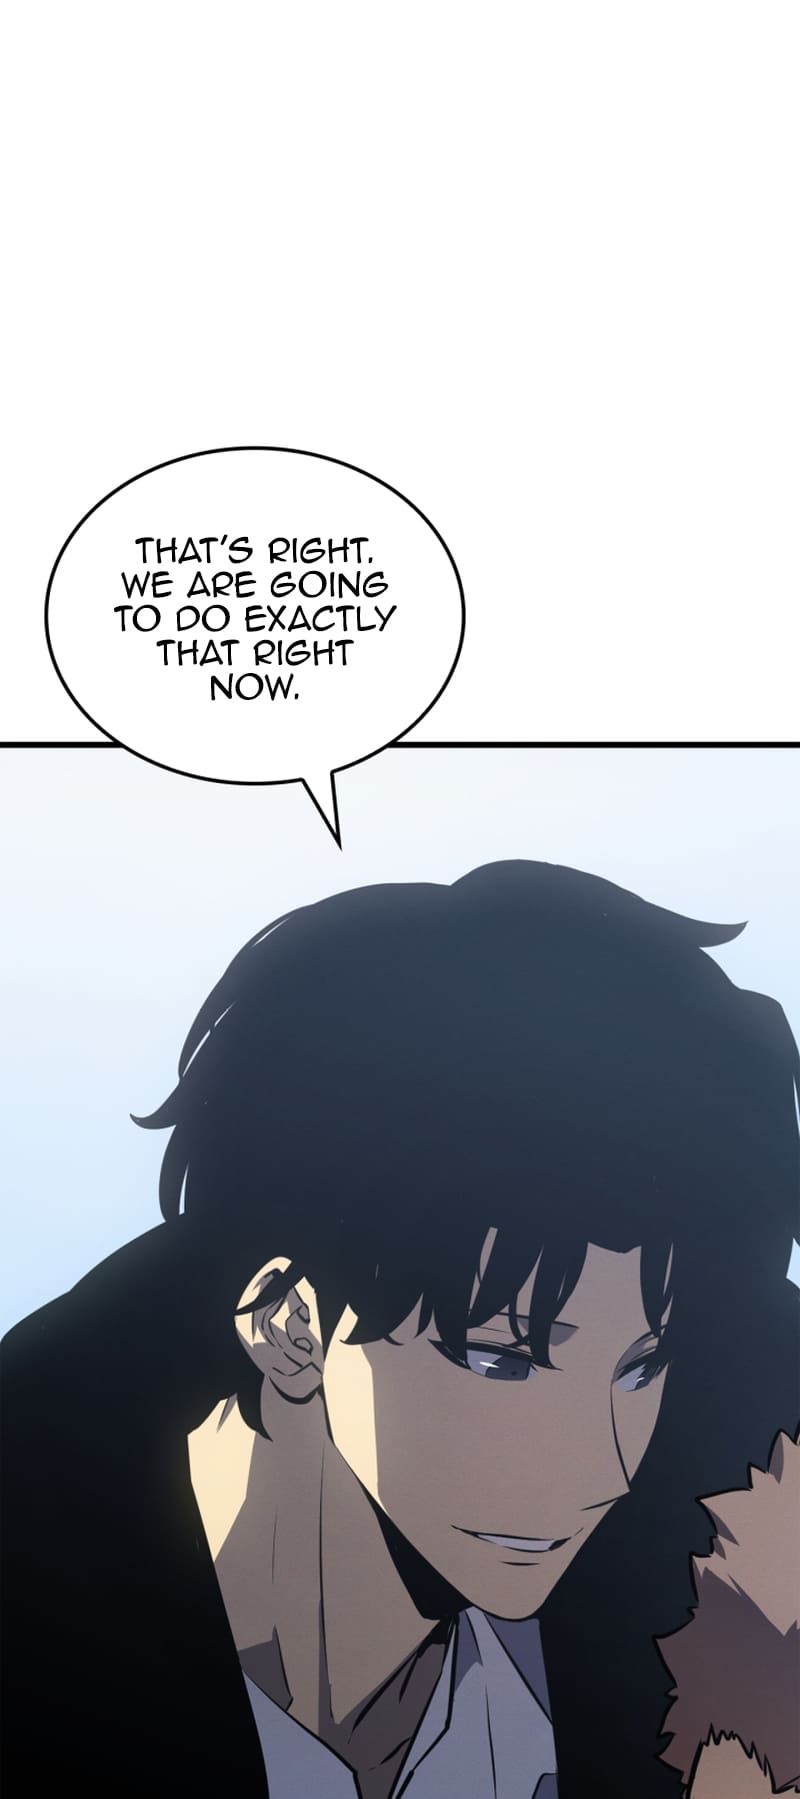 THAT'S RIGHT.
WE ARE GOING
TO DO EXACTLY
THAT RIGHT
NOW.